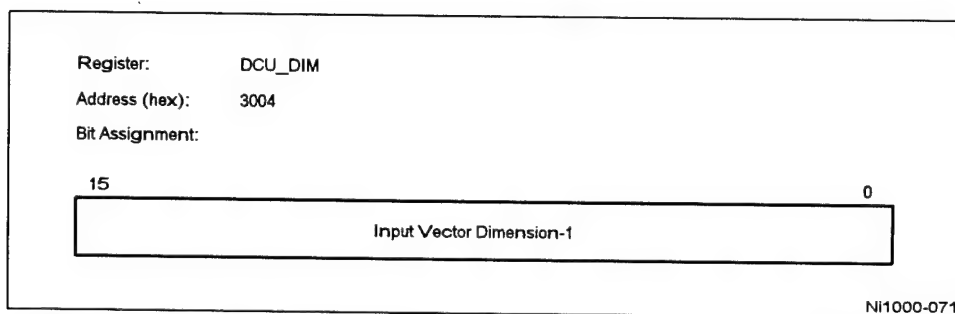 Register: DCU_DIM
Address (hex): 3004
Bit Assignment:
15 0
Input Vector Dimension-1
Ni1000-071